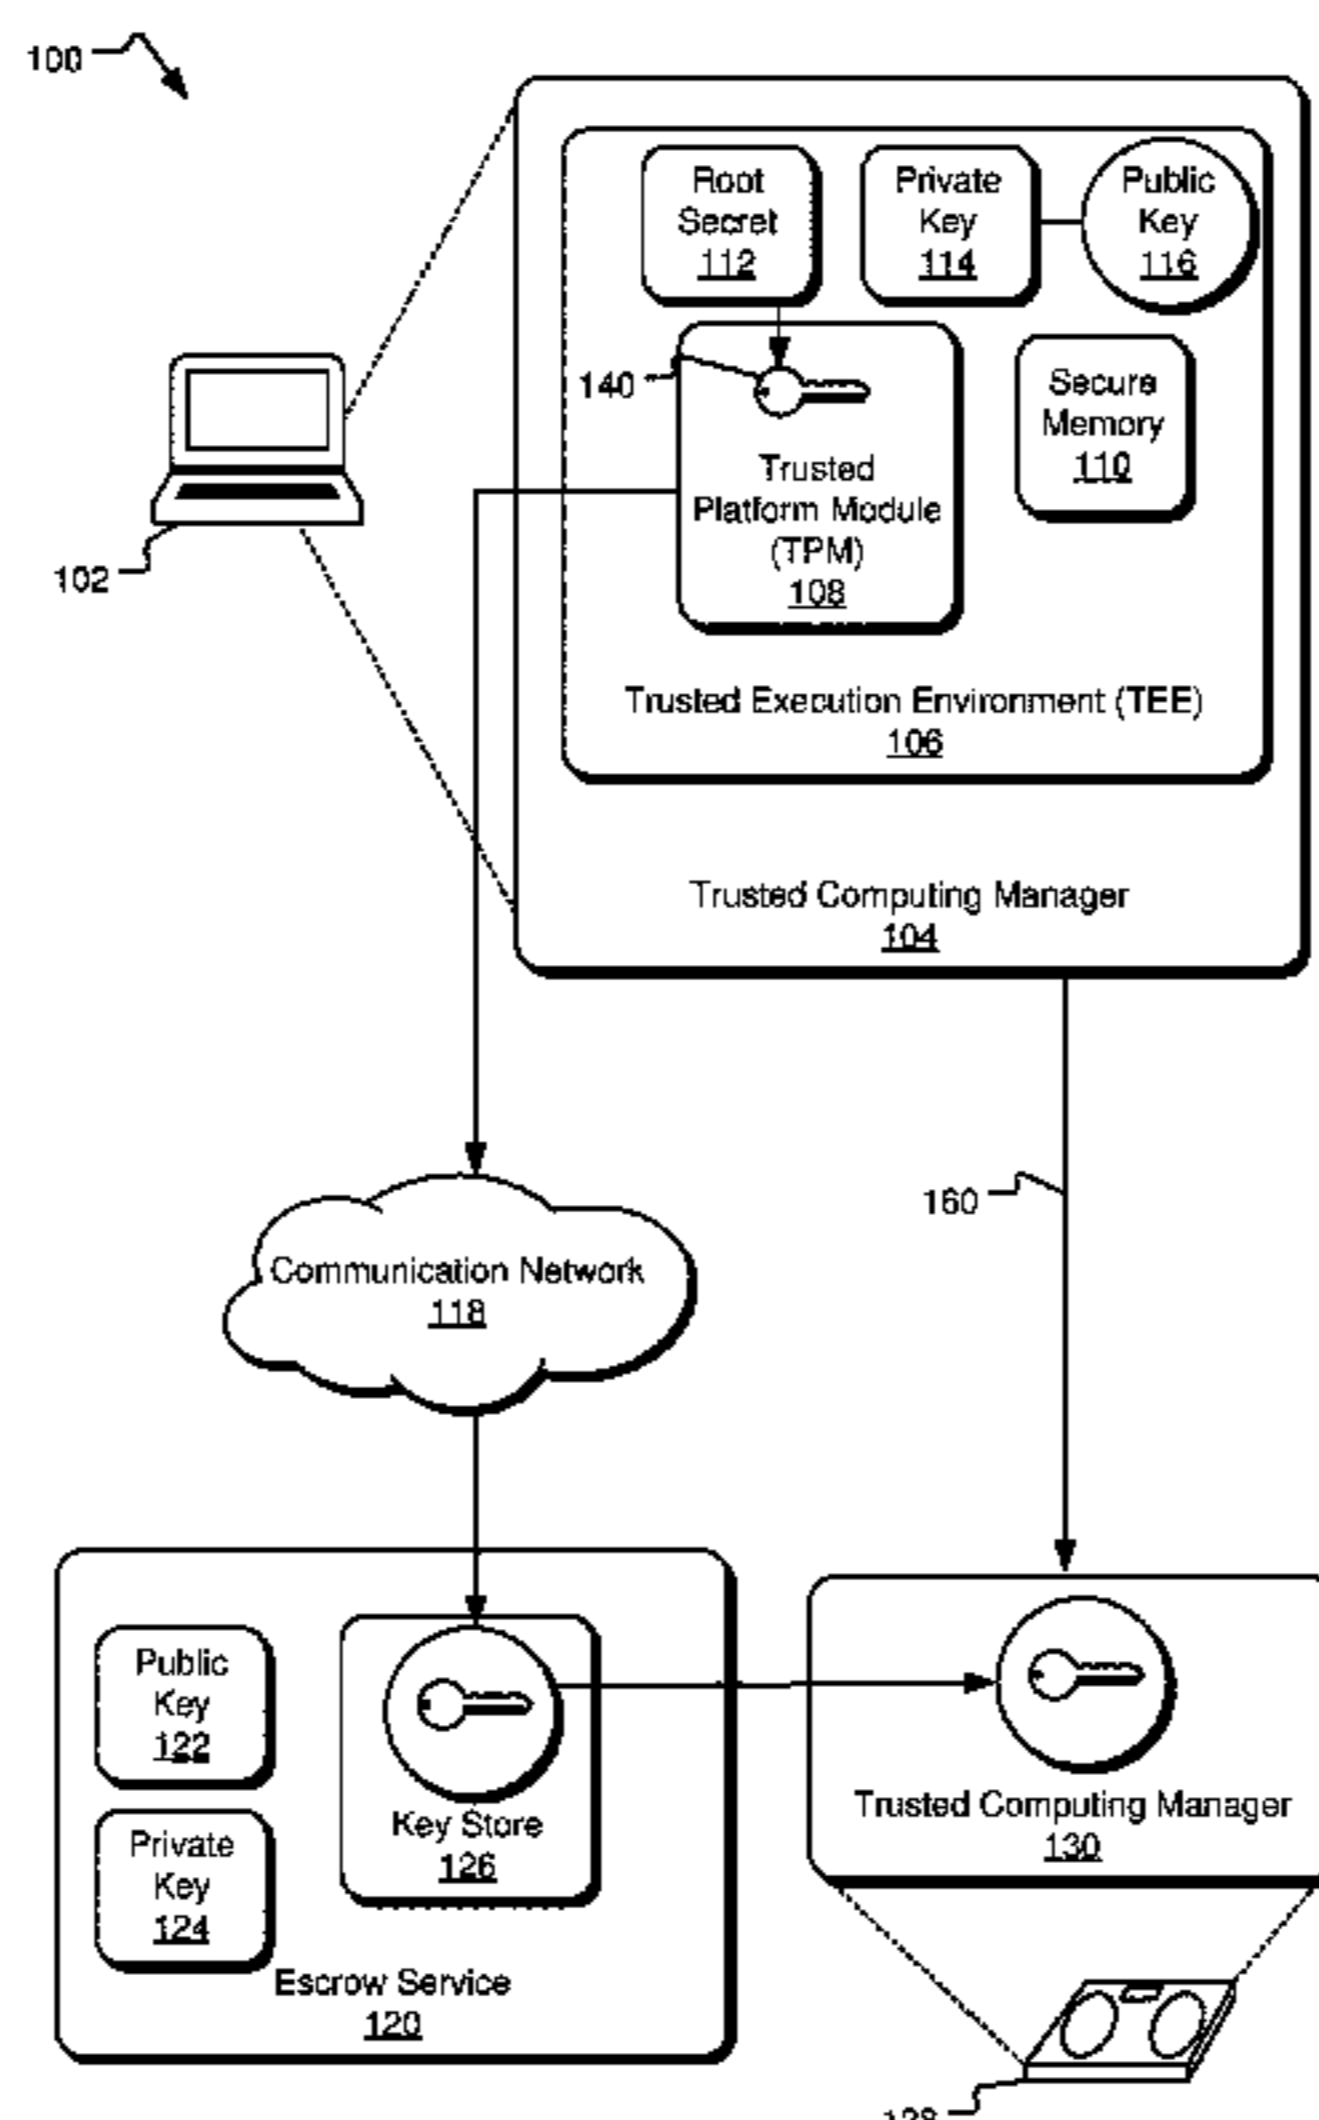 100
Root
Secret
112
Private
Key
114
Public
Key
116
140
Secure
Memory
110
Trusted
Platform Module
(TPM)
108
102
Trusted Execution Environment (TEE)
106
Trusted Computing Manager
104
160
Communication Network
118
Public
Key
122
Key Store
126
Private
Key
124
Escrow Service
120
Trusted Computing Manager
130